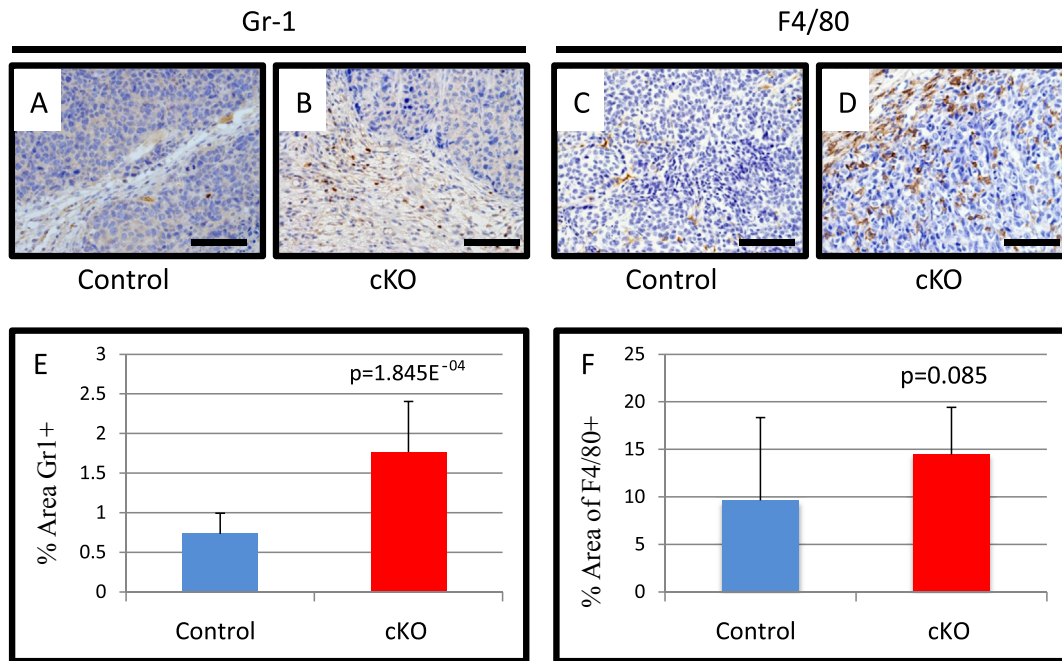 Gr-1 F4/80
A B C D
Control cKO Control cKO
E
3
2.5
2
1.5
1
0.5
0
% Area Gr1+
p=1.845E⁻⁰⁴
Control cKO
F
25
20
15
10
5
0
% Area of F4/80+
p=0.085
Control cKO